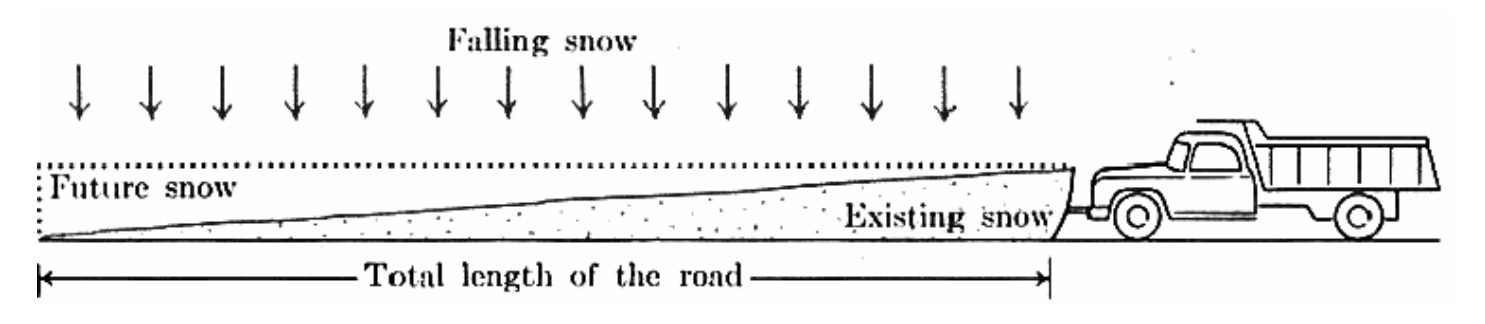 Falling snow
Future snow
Existing snow
Total length of the road